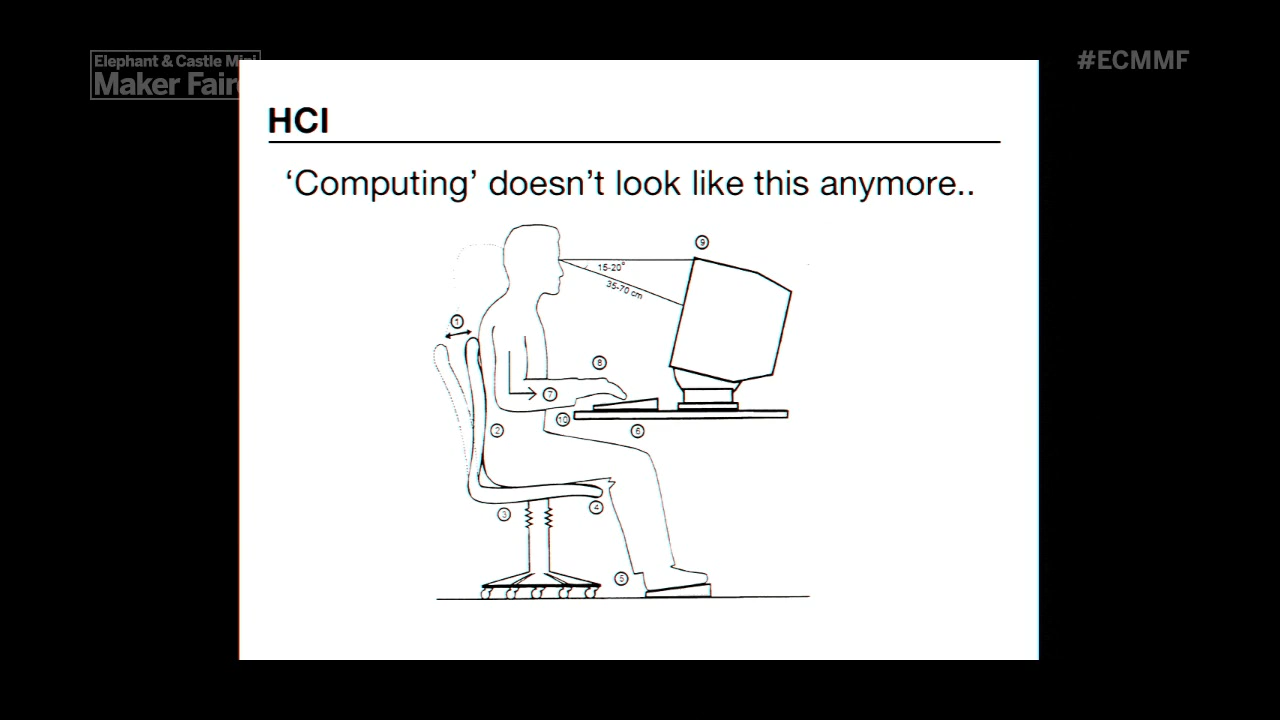 Elephant & Castle Mini
Maker Faire
#ECMMF
HCI
‘Computing’ doesn’t look like this anymore..
9
15-20°
35-70 cm
1
8
7
10
2
6
3
4
5